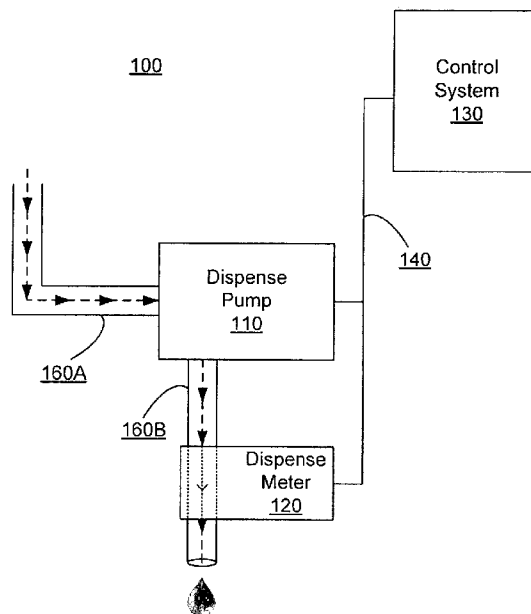 100
Control
System
130
140
Dispense
Pump
110
160A
160B
Dispense
Meter
120